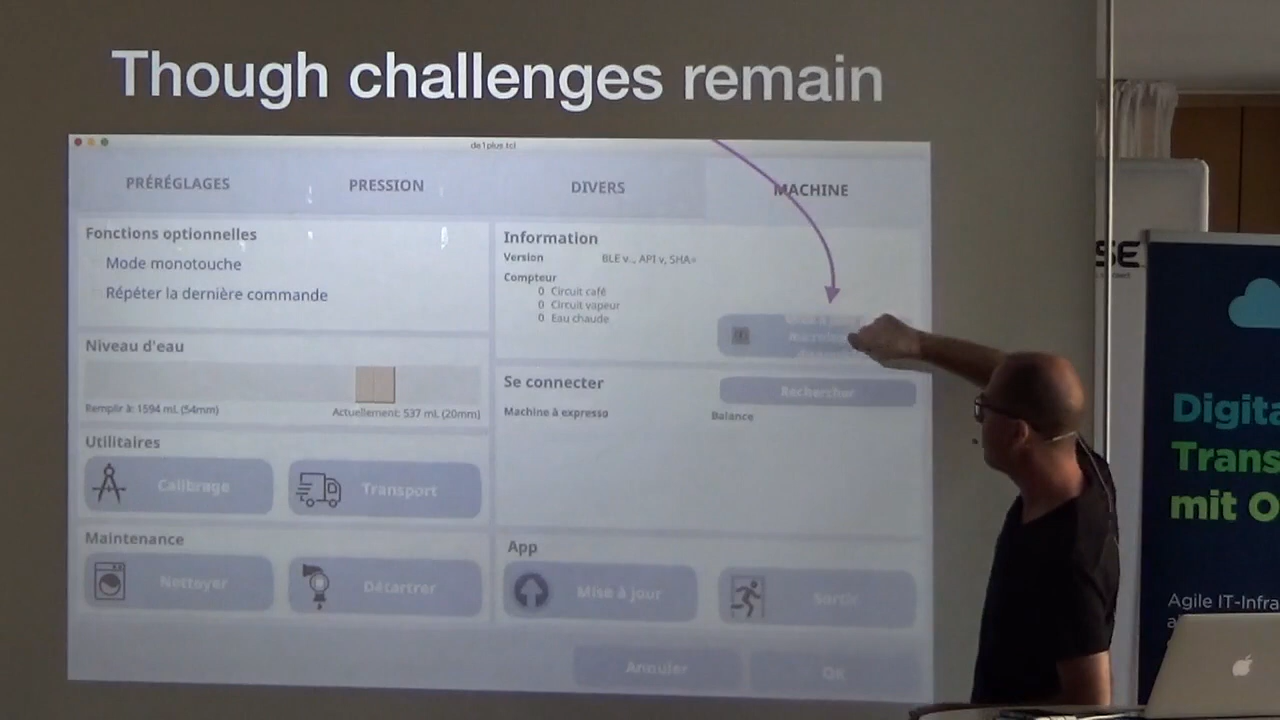 Though challenges remain
de1plus.tcl
PRÉRÉGLAGES
PRESSION
DIVERS
MACHINE
Fonctions optionnelles
Mode monotouche
Répéter la dernière commande
Niveau d'eau
Remplir à: 1594 mL (54mm)
Actuellement: 537 mL (20mm)
Utilitaires
Calibrage
Transport
Maintenance
Nettoyer
Détartrer
Information
Version
BLE v., API v, SHA=
Compteur
0 Circuit café
0 Circuit vapeur
0 Eau chaude
Se connecter
Rechercher
Machine à expresso
Balance
App
Mise à jour
Sortir
Annuler
OK
SE
Digita
Trans
mit O
Agile IT-Infra